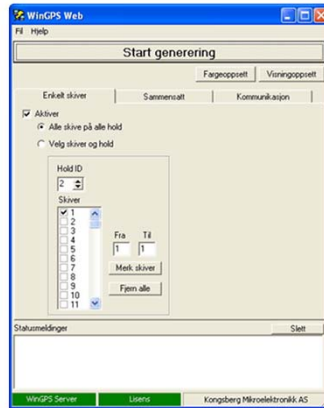 WinGPS Web
Fil Hjelp
Start generering
Fargeoppsett Visningoppsett
Enkelt skiver Sammensatt Kommunikasjon
Aktiver
Alle skive på alle hold
Velg skiver og hold
Hold ID
2
Skiver
1
2
3
4
5
6
7
8
9
10
11
Fra Til
1 1
Merk skiver
Fjern alle
Statusmeldinger Slett
WinGPS Server Lisens Kongsberg Mikroelektronikk AS